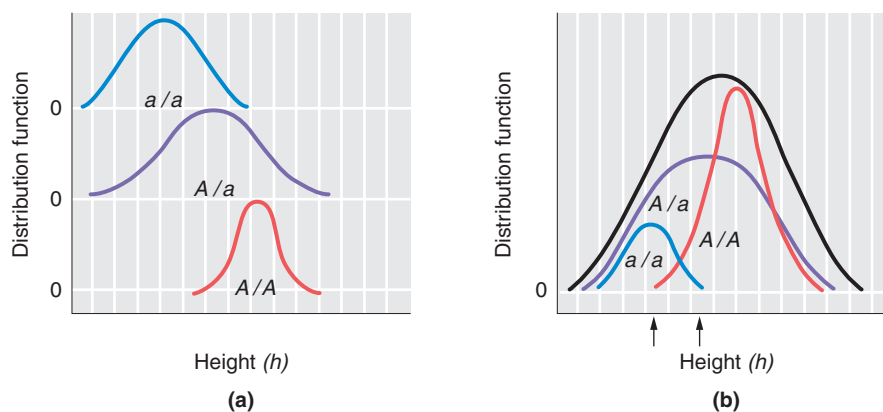 Distribution function
0
a/a
0
A/a
0
A/A
Height (h)
(a)
Distribution function
A/a
A/A
a/a
0
Height (h)
(b)